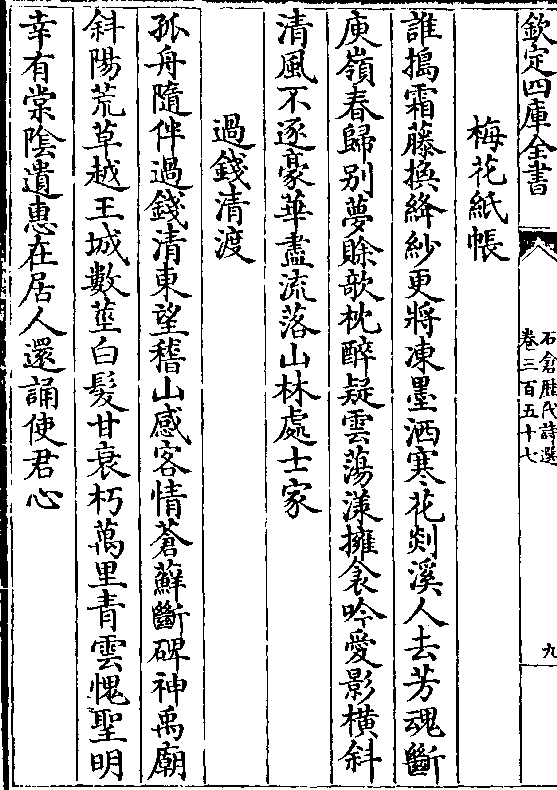 欽定四庫全書
石倉歷代詩選
卷三百五十七
九
梅花紙帳
誰搗霜藤換絳紗更將凍墨洒寒花剡溪人去芳魂斷
庾嶺春歸别夢賒欹枕醉疑雲蕩漾擁衾吟愛影横斜
清風不逐豪華盡流落山林處士家
過錢清渡
孤舟隨伴過錢清東望稽山感客情蒼蘚斷碑神禹廟
斜陽荒草越王城數莖白髮甘衰朽萬里青雲愧聖明
幸有棠陰遺惠在居人還誦使君心